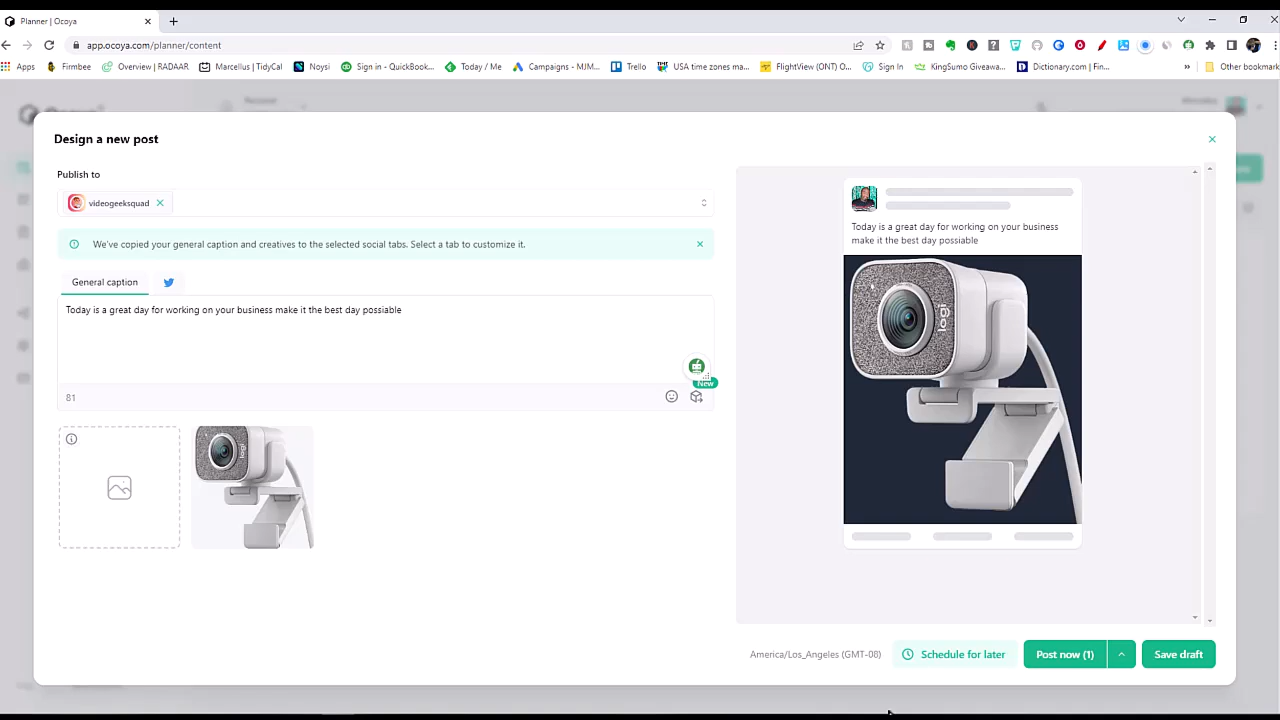 Planner | Ocoya
app.ocoya.com/planner/content
Apps
Firmbee
Overview | RADAAR
Marcellus | TidyCal
Noysi
Sign in - QuickBook...
Today / Me
Campaigns - MJM...
Trello
USA time zones ma...
FlightView (ONT) O...
Sign In
KingSumo Giveawa...
Dictionary.com | Fin...
»
Other bookmark
Design a new post
Publish to
videogeeksquad
We've copied your general caption and creatives to the selected social tabs. Select a tab to customize it.
General caption
Today is a great day for working on your business make it the best day possiable
New
81
logi
Today is a great day for working on your business
make it the best day possiable
logi
America/Los_Angeles (GMT-08)
Schedule for later
Post now (1)
Save draft